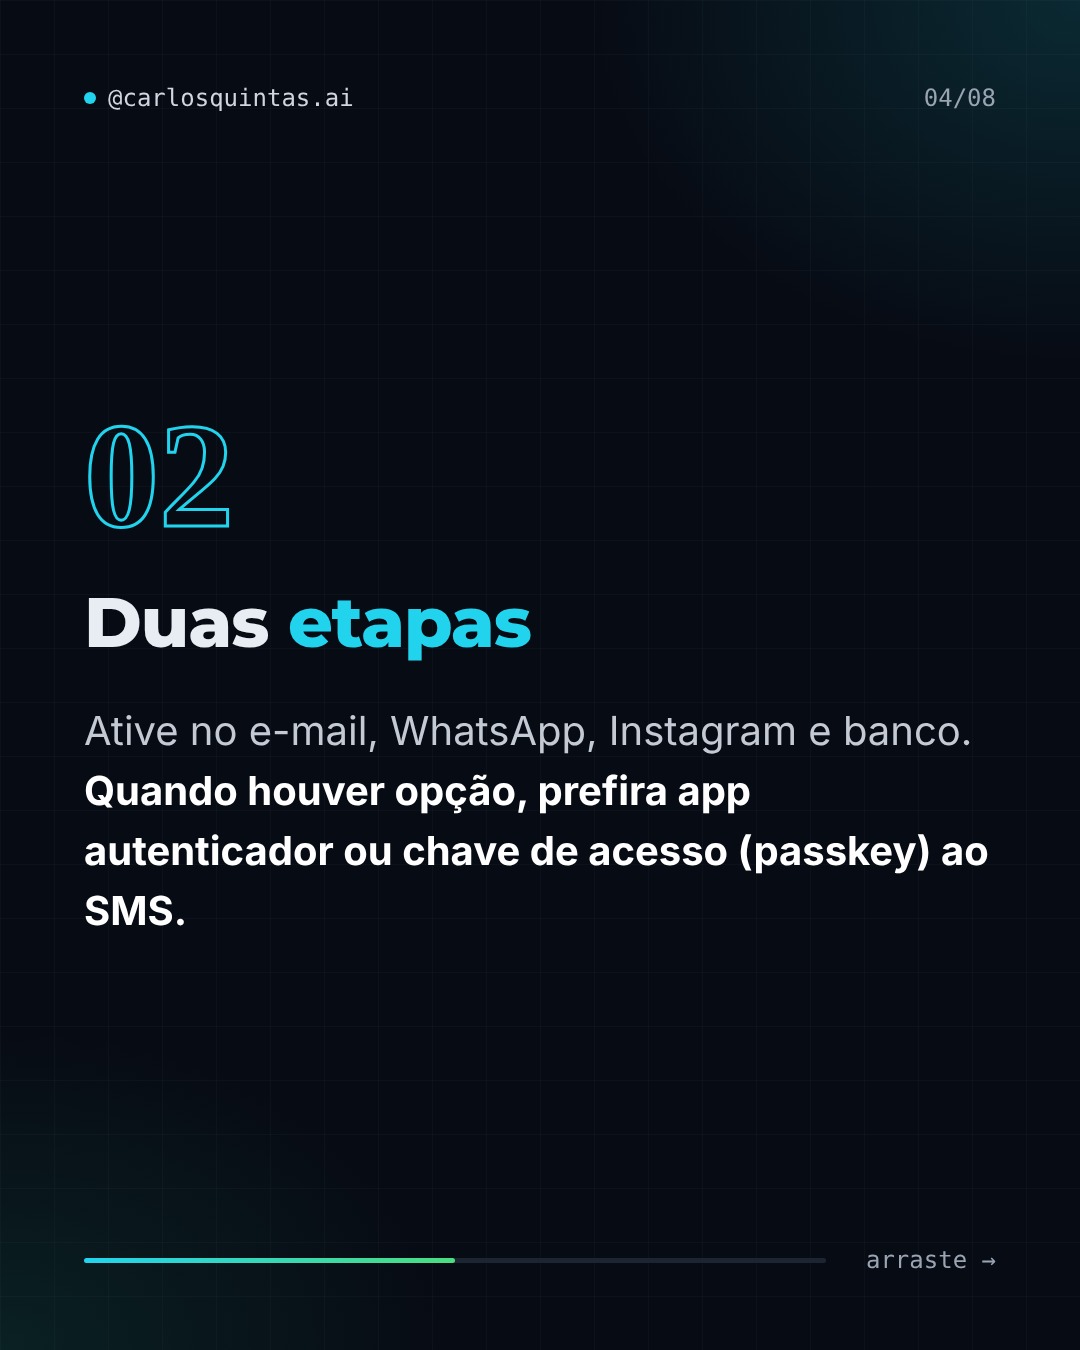 @carlosquintas.ai
04/08
02
Duas etapas
Ative no e-mail, WhatsApp, Instagram e banco.
Quando houver opção, prefira app
autenticador ou chave de acesso (passkey) ao
SMS.
arraste →